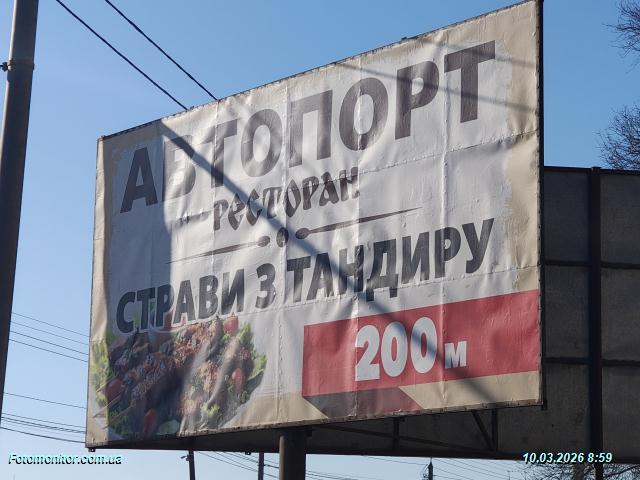 АВТОПОРТ
РЕСТОРАН
СТРАВИ З ТАНДИРУ
200 м
Fotomonitor.com.ua
10.03.2026 8:59